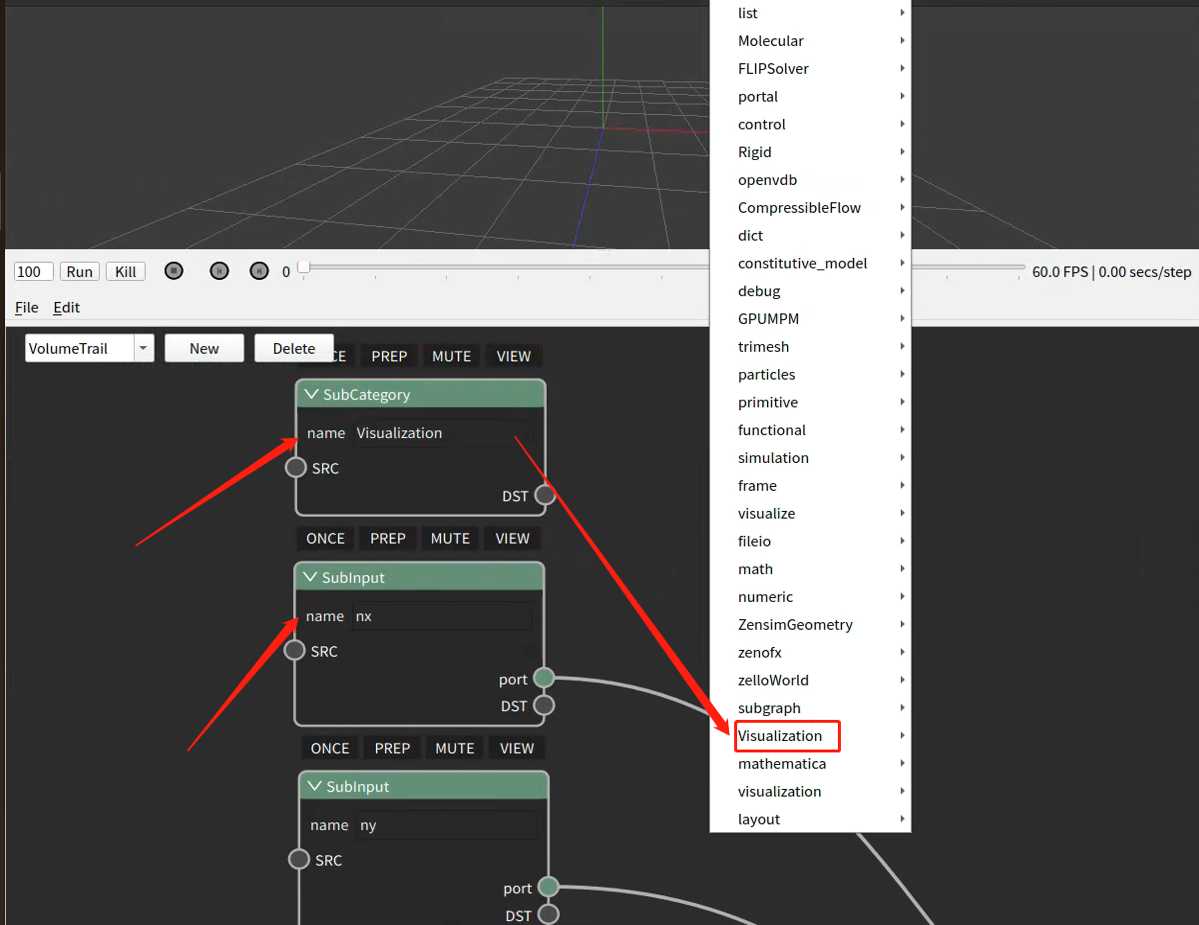 list
Molecular
FLIPSolver
portal
control
Rigid
openvdb
CompressibleFlow
dict
constitutive_model
debug
GPUMPM
trimesh
particles
primitive
functional
simulation
frame
visualize
fileio
math
numeric
ZensimGeometry
zenofx
zelloWorld
subgraph
Visualization
mathematica
visualization
layout
100 Run Kill 0 60.0 FPS | 0.00 secs/step
File Edit
VolumeTrail New Delete
CE PREP MUTE VIEW
SubCategory
name Visualization
SRC
DST
ONCE PREP MUTE VIEW
SubInput
name nx
SRC
port
DST
ONCE PREP MUTE VIEW
SubInput
name ny
SRC
port
DST